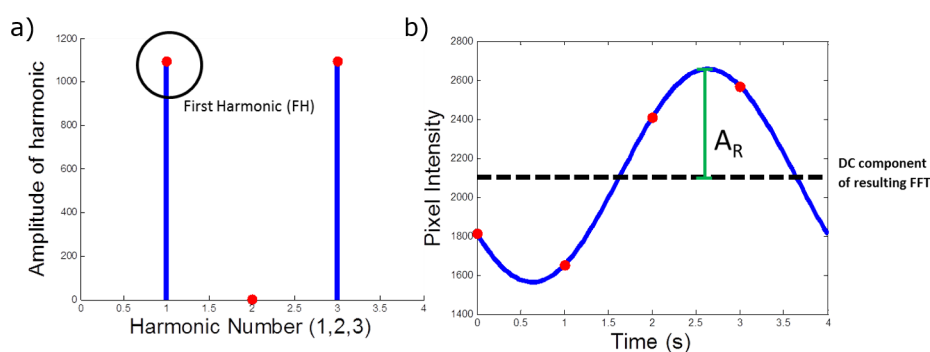 a)
1200
1000
800
600
400
200
0
First Harmonic (FH)
0 0.5 1 1.5 2 2.5 3 3.5 4
Amplitude of harmonic
Harmonic Number (1,2,3)
b)
2800
2600
2400
2200
2000
1800
1600
1400
A_R
DC component
of resulting FFT
0 0.5 1 1.5 2 2.5 3 3.5 4
Pixel Intensity
Time (s)